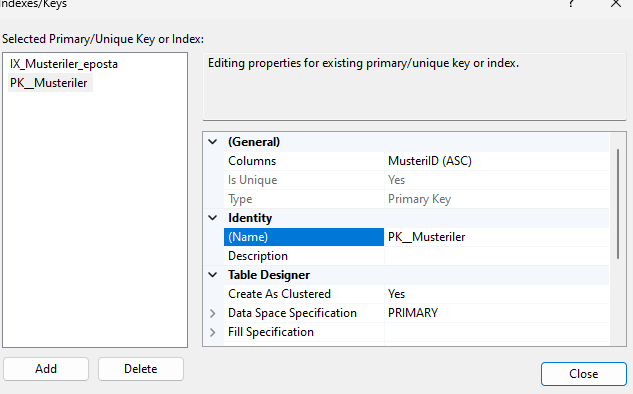 Indexes/Keys
?
Selected Primary/Unique Key or Index:
IX_Musteriler_eposta
PK__Musteriler
Editing properties for existing primary/unique key or index.
(General)
Columns MusteriID (ASC)
Is Unique Yes
Type Primary Key
Identity
(Name) PK__Musteriler
Description
Table Designer
Create As Clustered Yes
Data Space Specification PRIMARY
Fill Specification
Add Delete
Close